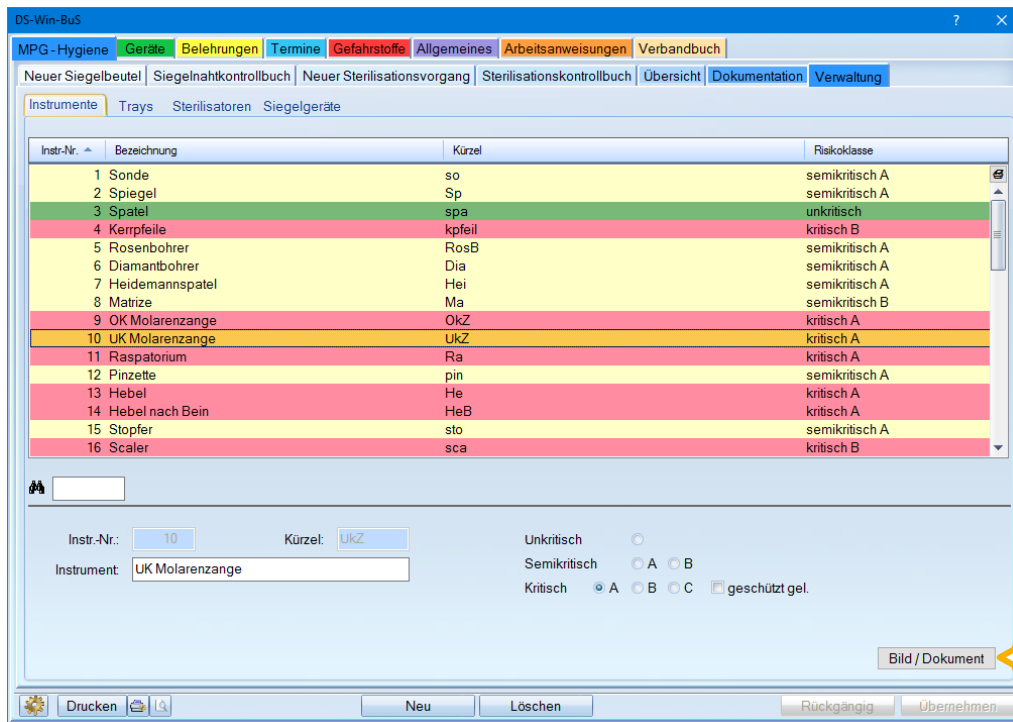 DS-Win-BuS ?
MPG - Hygiene Geräte Belehrungen Termine Gefahrstoffe Allgemeines Arbeitsanweisungen Verbandbuch
Neuer Siegelbeutel Siegelnahtkontrollbuch Neuer Sterilisationsvorgang Sterilisationskontrollbuch Übersicht Dokumentation Verwaltung
Instrumente Trays Sterilisatoren Siegelgeräte
Instr-Nr. Bezeichnung Kürzel Risikoklasse
1 Sonde so semikritisch A
2 Spiegel Sp semikritisch A
3 Spatel spa unkritisch
4 Kerrpfeile kpfeil kritisch B
5 Rosenbohrer RosB semikritisch A
6 Diamantbohrer Dia semikritisch A
7 Heidemannspatel Hei semikritisch A
8 Matrize Ma semikritisch B
9 OK Molarenzange OkZ kritisch A
10 UK Molarenzange UkZ kritisch A
11 Raspatorium Ra kritisch A
12 Pinzette pin semikritisch A
13 Hebel He kritisch A
14 Hebel nach Bein HeB kritisch A
15 Stopfer sto semikritisch A
16 Scaler sca kritisch B
Instr.-Nr.: 10 Kürzel: UkZ Unkritisch
Instrument: UK Molarenzange Semikritisch A B
Kritisch A B C geschützt gel.
Bild / Dokument
Drucken Neu Löschen Rückgängig Übernehmen